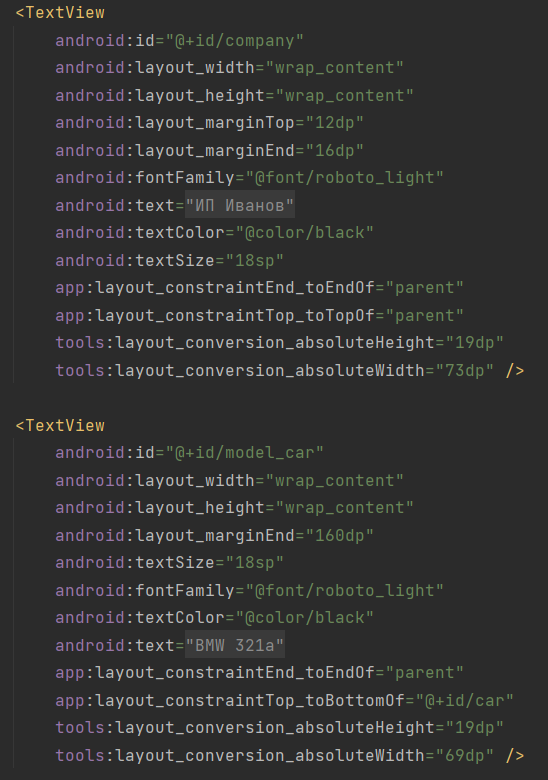 <TextView
android:id="@+id/company"
android:layout_width="wrap_content"
android:layout_height="wrap_content"
android:layout_marginTop="12dp"
android:layout_marginEnd="16dp"
android:fontFamily="@font/roboto_light"
android:text="ИП Иванов"
android:textColor="@color/black"
android:textSize="18sp"
app:layout_constraintEnd_toEndOf="parent"
app:layout_constraintTop_toTopOf="parent"
tools:layout_conversion_absoluteHeight="19dp"
tools:layout_conversion_absoluteWidth="73dp" />
<TextView
android:id="@+id/model_car"
android:layout_width="wrap_content"
android:layout_height="wrap_content"
android:layout_marginEnd="160dp"
android:textSize="18sp"
android:fontFamily="@font/roboto_light"
android:textColor="@color/black"
android:text="BMW 321a"
app:layout_constraintEnd_toEndOf="parent"
app:layout_constraintTop_toBottomOf="@+id/car"
tools:layout_conversion_absoluteHeight="19dp"
tools:layout_conversion_absoluteWidth="69dp" />